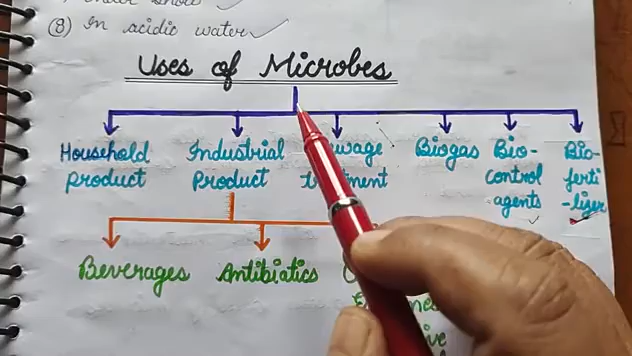 (8) In acidic water
Uses of Microbes
Household product
Industrial Product
treatment
Biogas
Bio-
control
agents
Bio-
ferti
-lizer
Beverages
Antibiotics